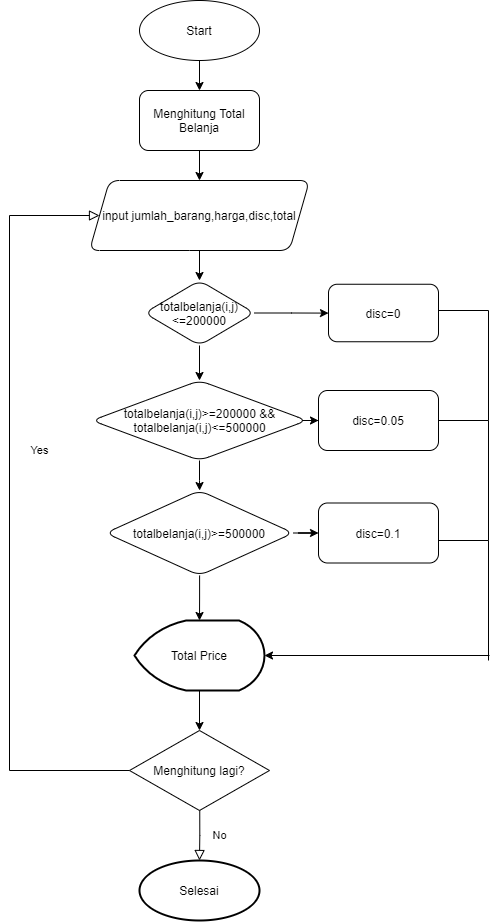 Start
Menghitung Total
Belanja
input jumlah_barang,harga,disc,total
totalbelanja(i,j)
<=200000
disc=0
totalbelanja(i,j)>=200000 &&
totalbelanja(i,j)<=500000
disc=0.05
Yes
totalbelanja(i,j)>=500000
disc=0.1
Total Price
Menghitung lagi?
No
Selesai